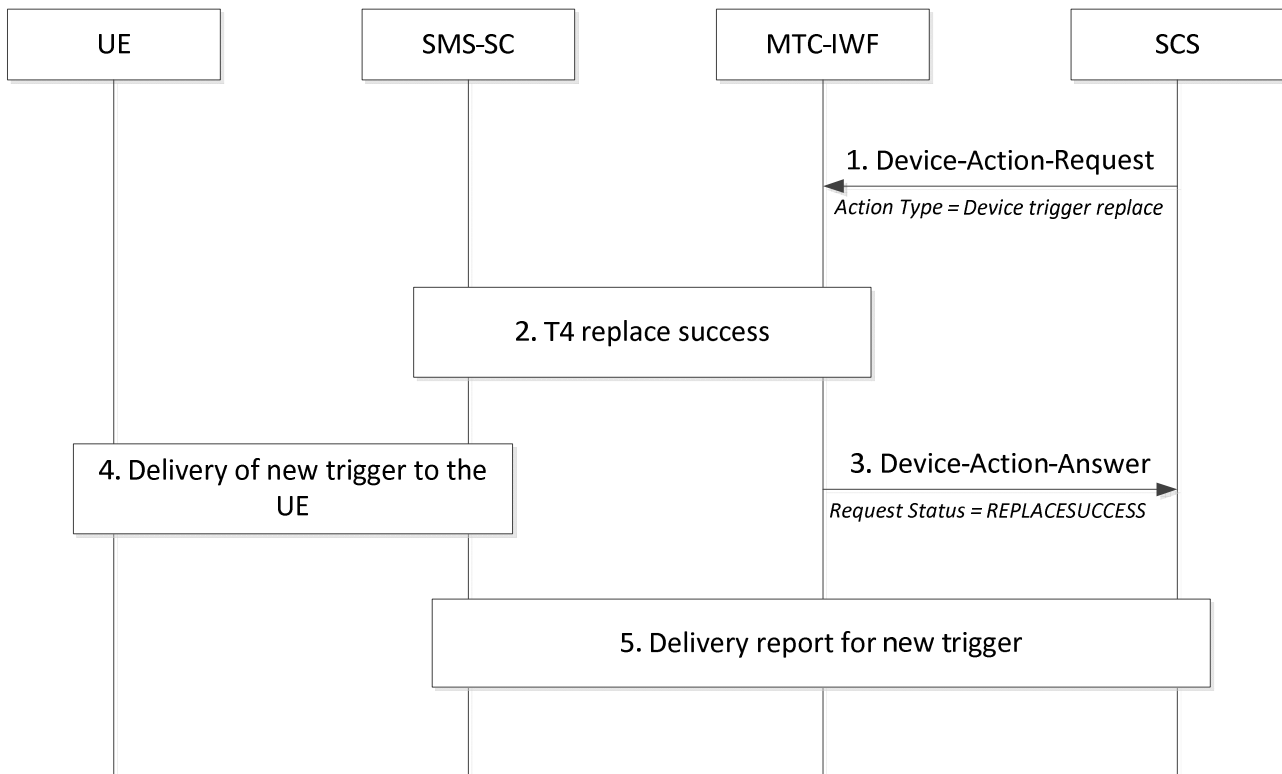 UE
SMS-SC
MTC-IWF
SCS
1. Device-Action-Request
Action Type = Device trigger replace
2. T4 replace success
4. Delivery of new trigger to the
UE
3. Device-Action-Answer
Request Status = REPLACESUCCESS
5. Delivery report for new trigger